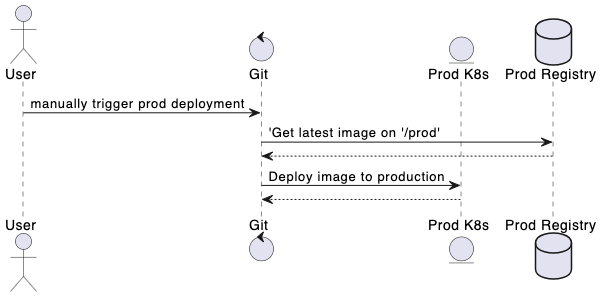 User
Git
Prod K8s
Prod Registry
manually trigger prod deployment
'Get latest image on '/prod'
Deploy image to production
User
Git
Prod K8s
Prod Registry